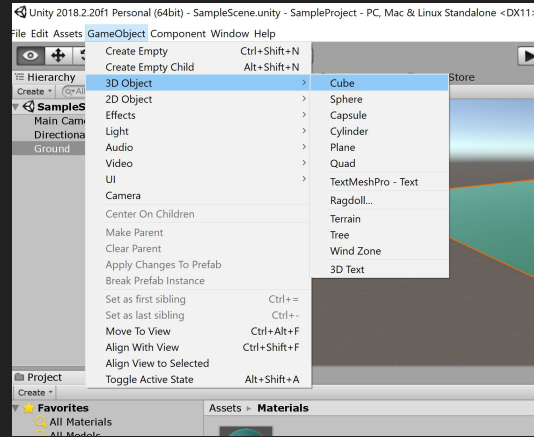 Unity 2018.2.20f1 Personal (64bit) - SampleScene.unity - SampleProject - PC, Mac & Linux Standalone <DX11>
File Edit Assets GameObject Component Window Help
Hierarchy
Store
Create
All
SampleS
Main Came
Directiona
Ground
Create Empty Ctrl+Shift+N
Create Empty Child Alt+Shift+N
3D Object
2D Object
Effects
Light
Audio
Video
UI
Camera
Center On Children
Make Parent
Clear Parent
Apply Changes To Prefab
Break Prefab Instance
Set as first sibling Ctrl+=
Set as last sibling Ctrl+-
Move To View Ctrl+Alt+F
Align With View Ctrl+Shift+F
Align View to Selected
Toggle Active State Alt+Shift+A
Cube
Sphere
Capsule
Cylinder
Plane
Quad
TextMeshPro - Text
Ragdoll...
Terrain
Tree
Wind Zone
3D Text
Project
Create
Favorites
All Materials
All Models
Assets Materials